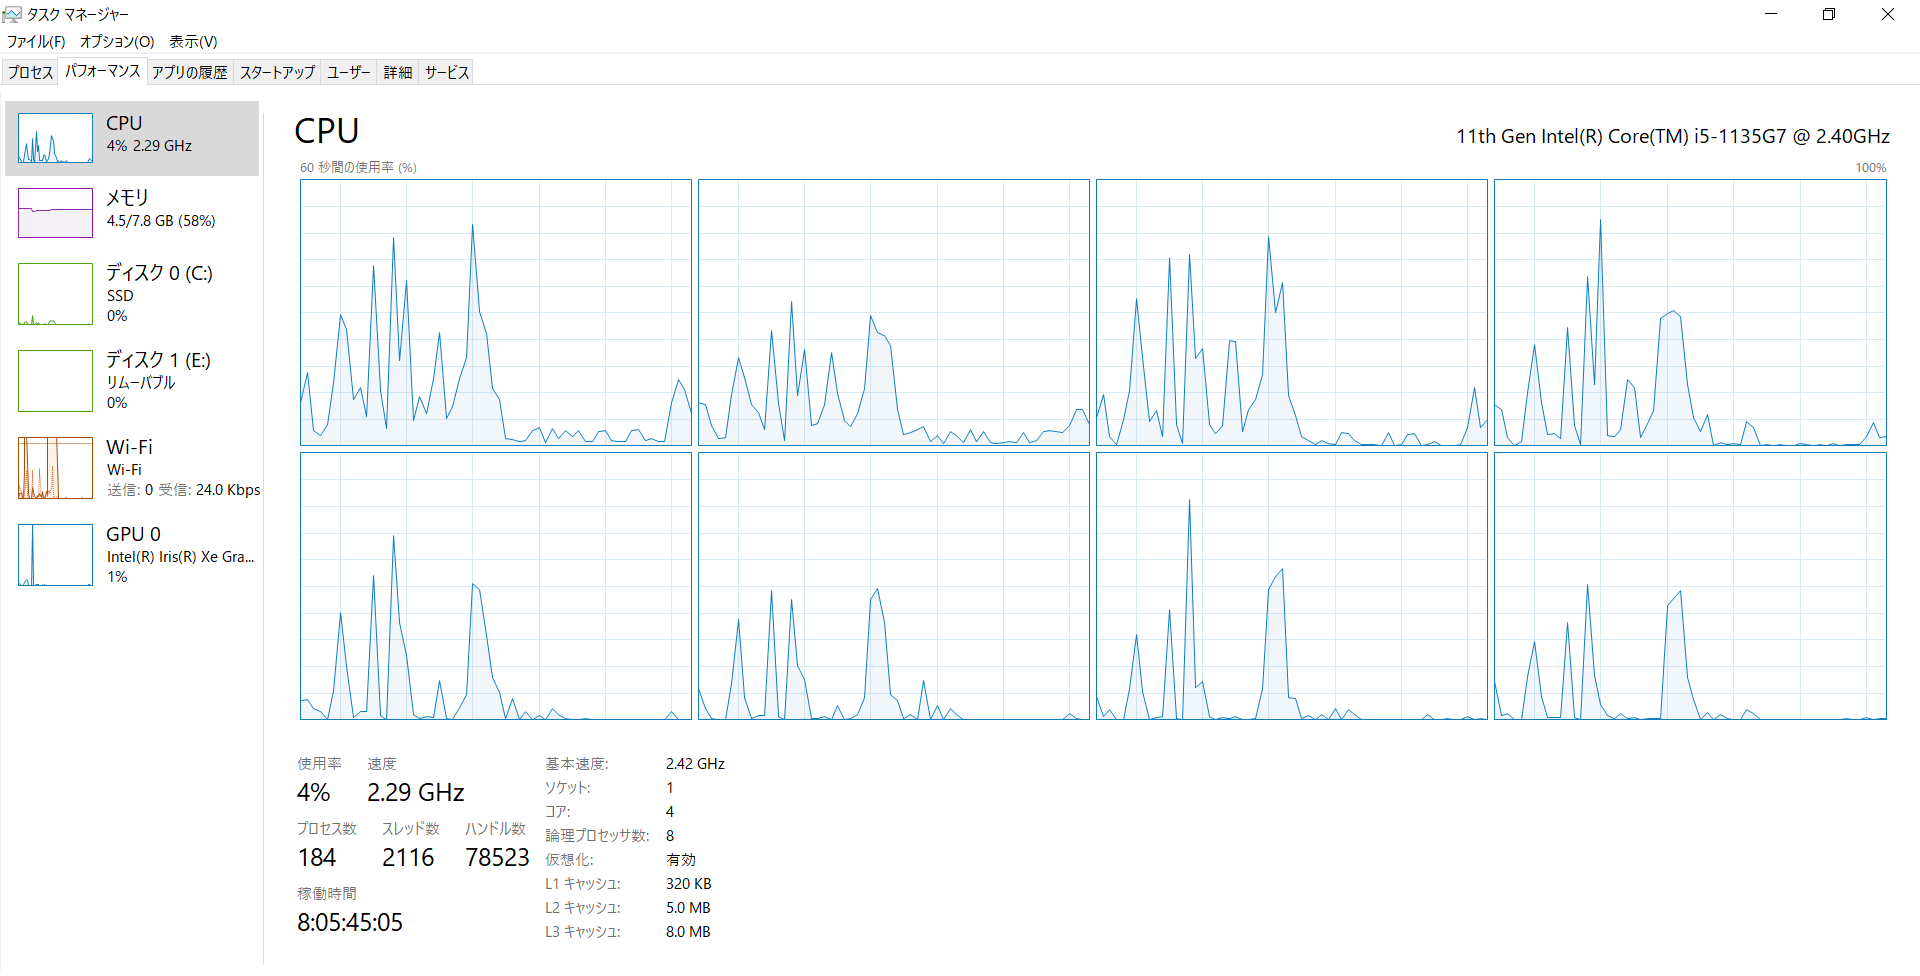 タスク マネージャー
ファイル(F) オプション(O) 表示(V)
プロセス パフォーマンス アプリの履歴 スタートアップ ユーザー 詳細 サービス
CPU
4% 2.29 GHz
メモリ
4.5/7.8 GB (58%)
ディスク 0 (C:)
SSD
0%
ディスク 1 (E:)
リムーバブル
0%
Wi-Fi
Wi-Fi
送信: 0 受信: 24.0 Kbps
GPU 0
Intel(R) Iris(R) Xe Gra...
1%
CPU
11th Gen Intel(R) Core(TM) i5-1135G7 @ 2.40GHz
60 秒間の使用率 (%)
100%
使用率 速度
4% 2.29 GHz
プロセス数 スレッド数 ハンドル数
184 2116 78523
稼働時間
8:05:45:05
基本速度: 2.42 GHz
ソケット: 1
コア: 4
論理プロセッサ数: 8
仮想化: 有効
L1 キャッシュ: 320 KB
L2 キャッシュ: 5.0 MB
L3 キャッシュ: 8.0 MB